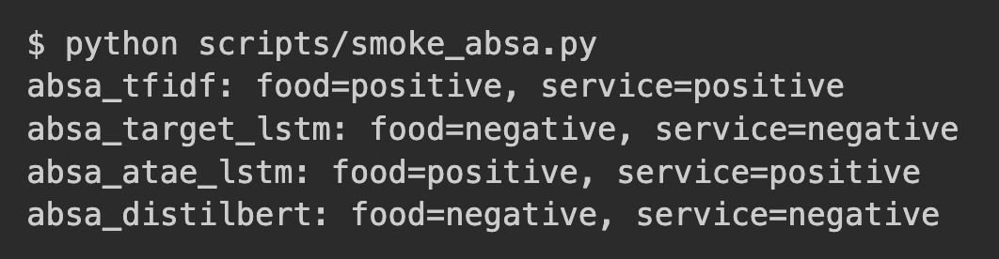 $ python scripts/smoke_absa.py
absa_tfidf: food=positive, service=positive
absa_target_lstm: food=negative, service=negative
absa_atae_lstm: food=positive, service=positive
absa_distilbert: food=negative, service=negative